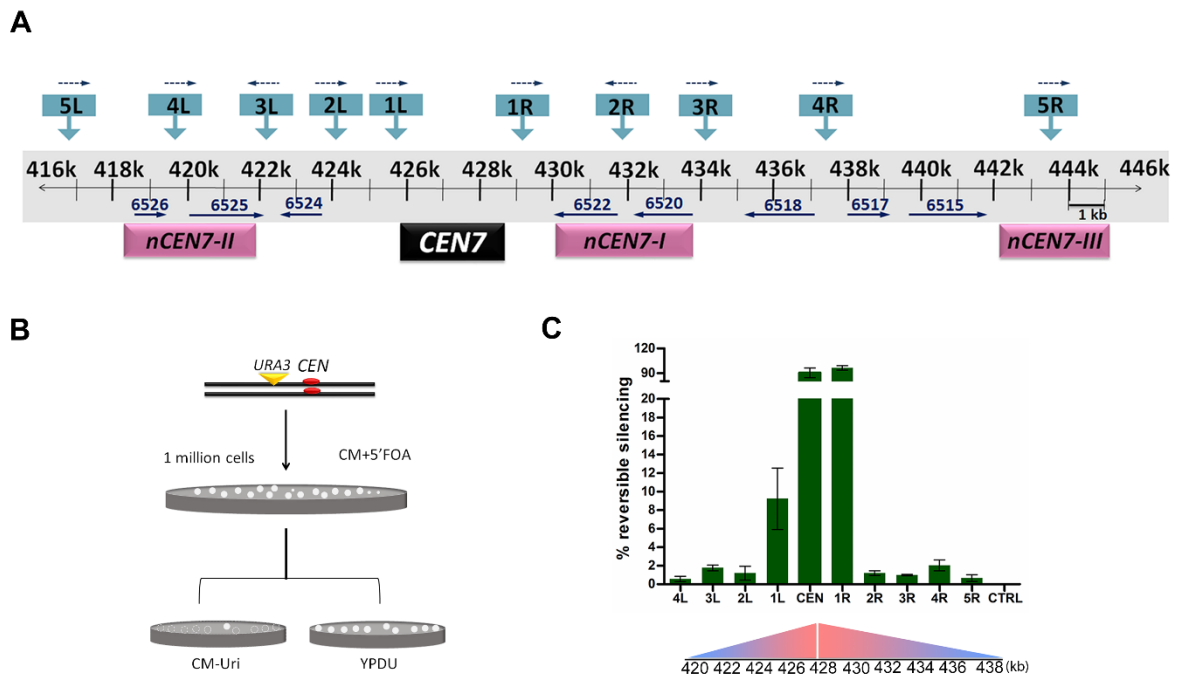 A
5L 4L 3L 2L 1L 1R 2R 3R 4R 5R
416k 418k 420k 422k 424k 426k 428k 430k 432k 434k 436k 438k 440k 442k 444k 446k
6526 6525 6524 6522 6520 6518 6517 6515 1 kb
nCEN7-II CEN7 nCEN7-I nCEN7-III
B
URA3 CEN
1 million cells CM+5'FOA
CM-Uri YPDU
C
% reversible silencing
120
90
20
18
16
14
12
10
8
6
4
2
0
4L 3L 2L 1L CEN 1R 2R 3R 4R 5R CTRL
420 422 424 426 428 430 432 434 436 438 (kb)